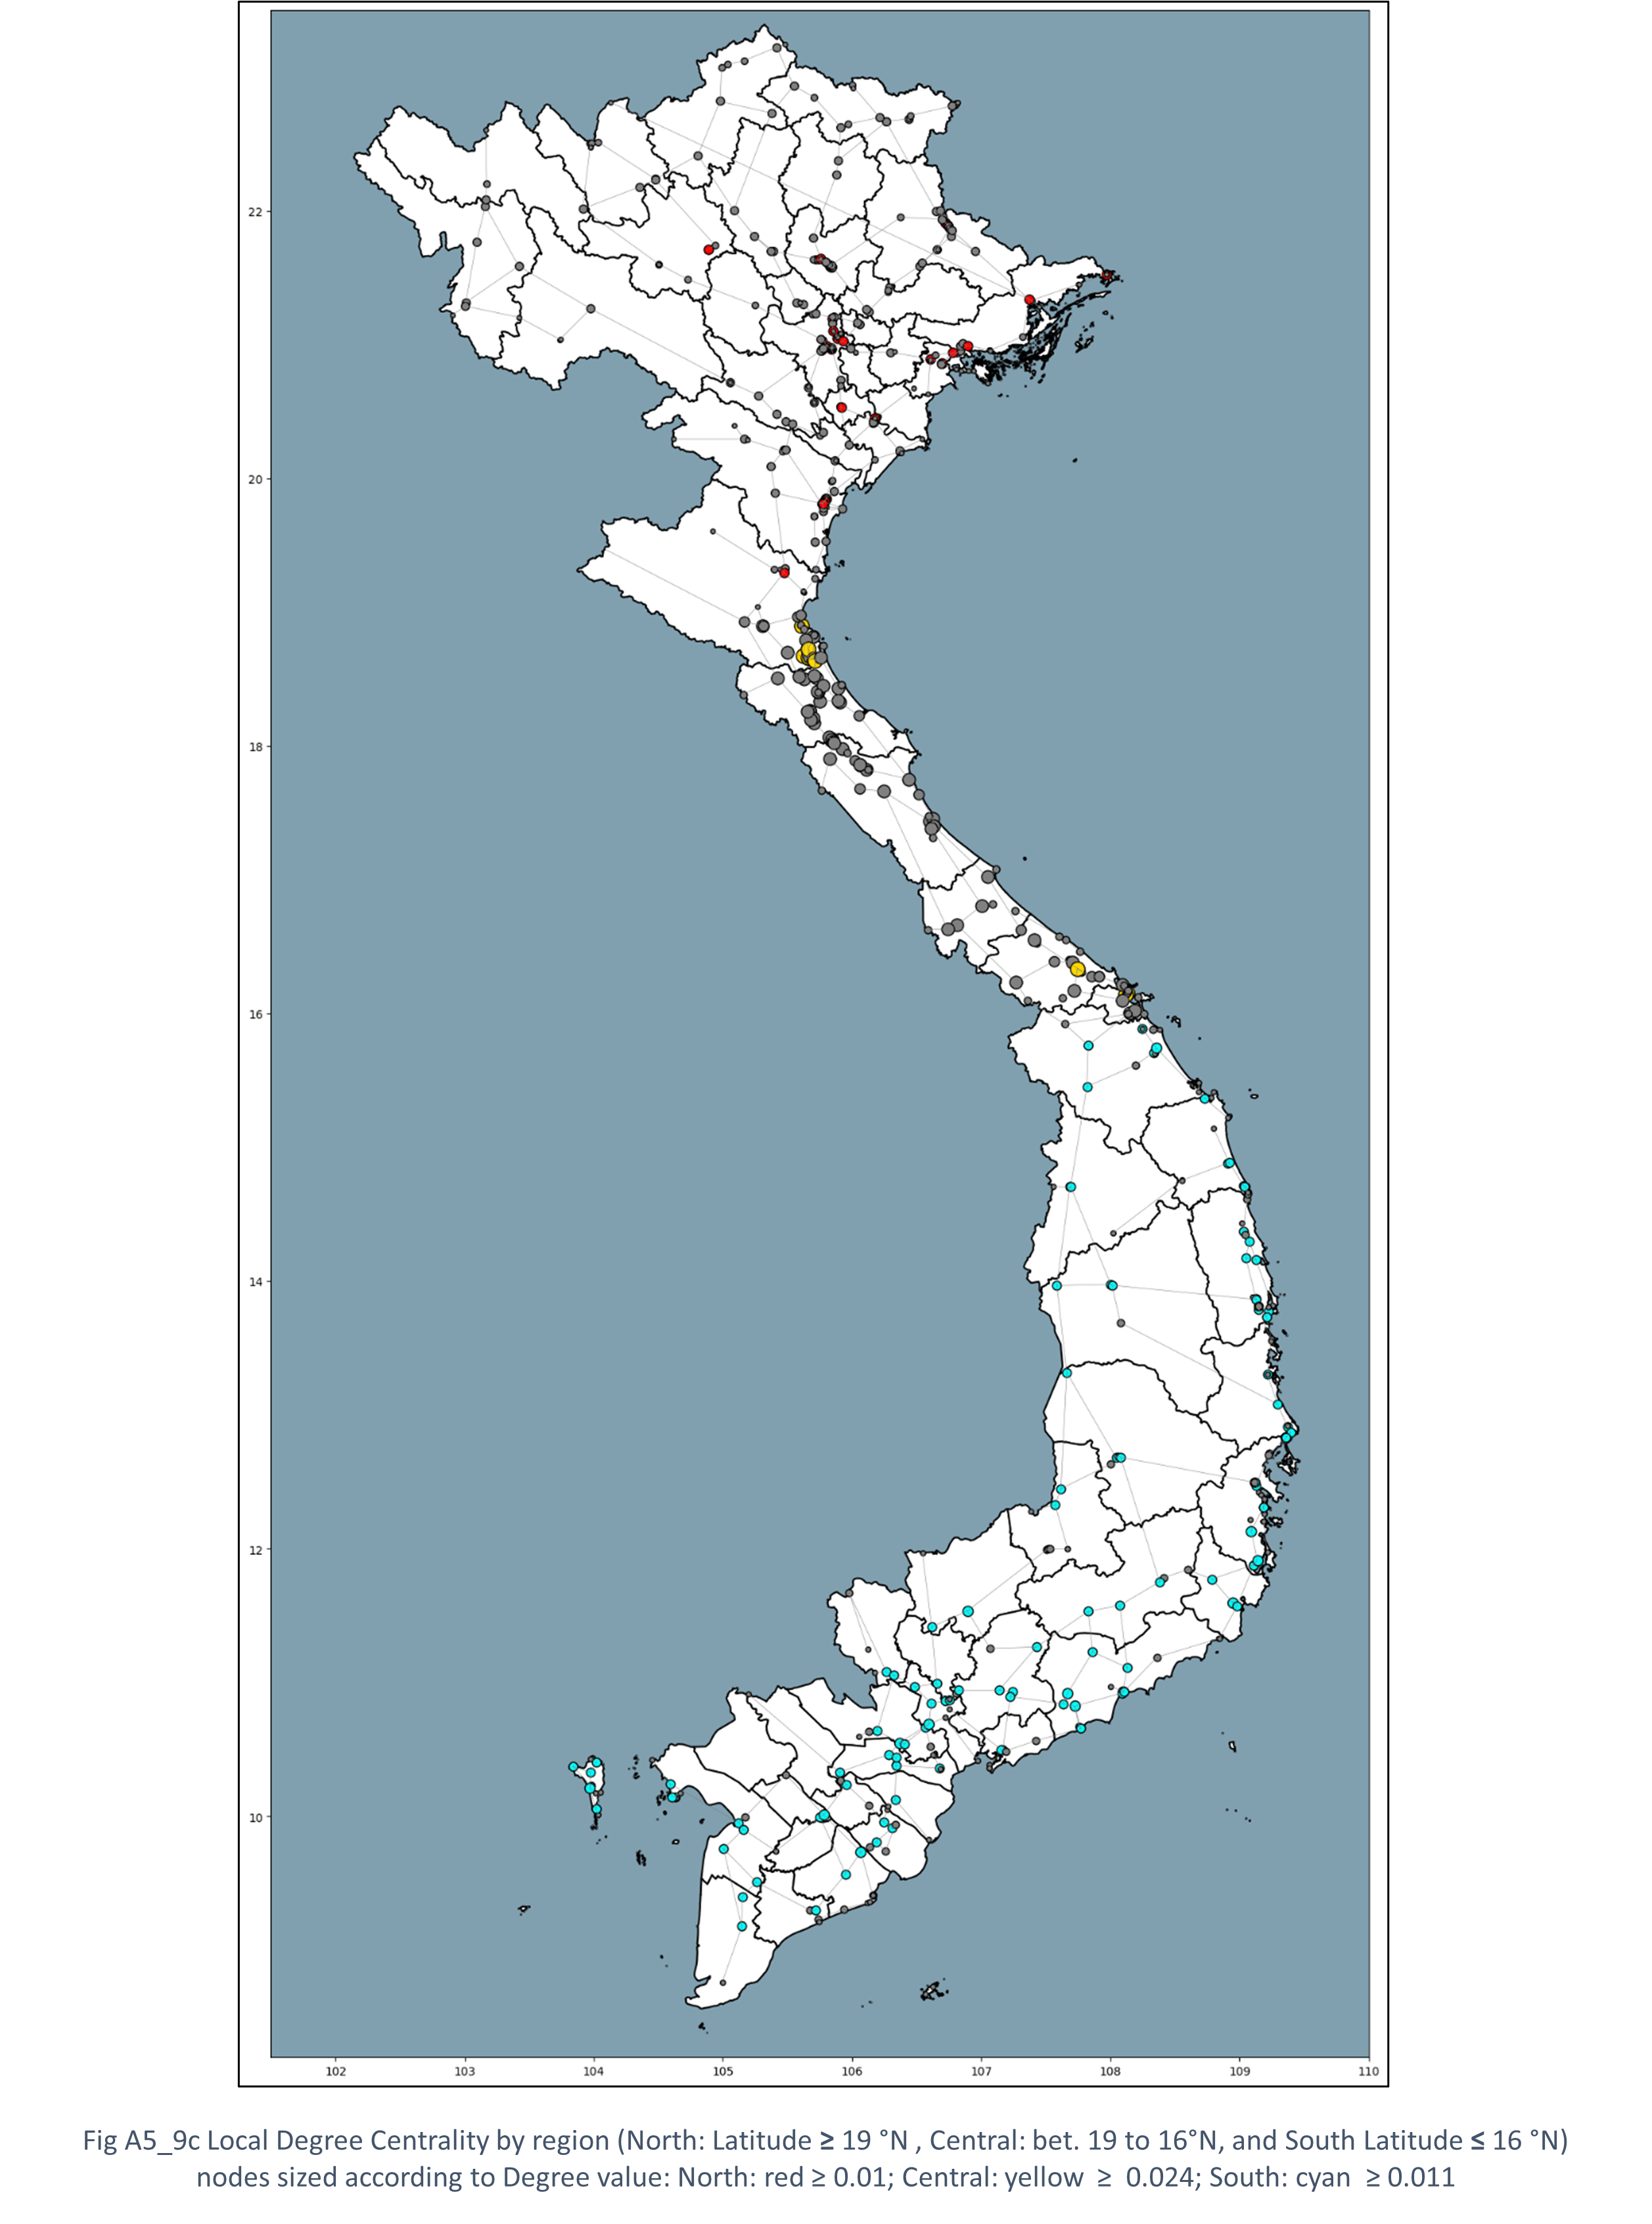 22
20
18
16
14
12
10
102 103 104 105 106 107 108 109 110
Fig A5_9c Local Degree Centrality by region (North: Latitude ≥ 19 °N , Central: bet. 19 to 16°N, and South Latitude ≤ 16 °N)
nodes sized according to Degree value: North: red ≥ 0.01; Central: yellow ≥ 0.024; South: cyan ≥ 0.011